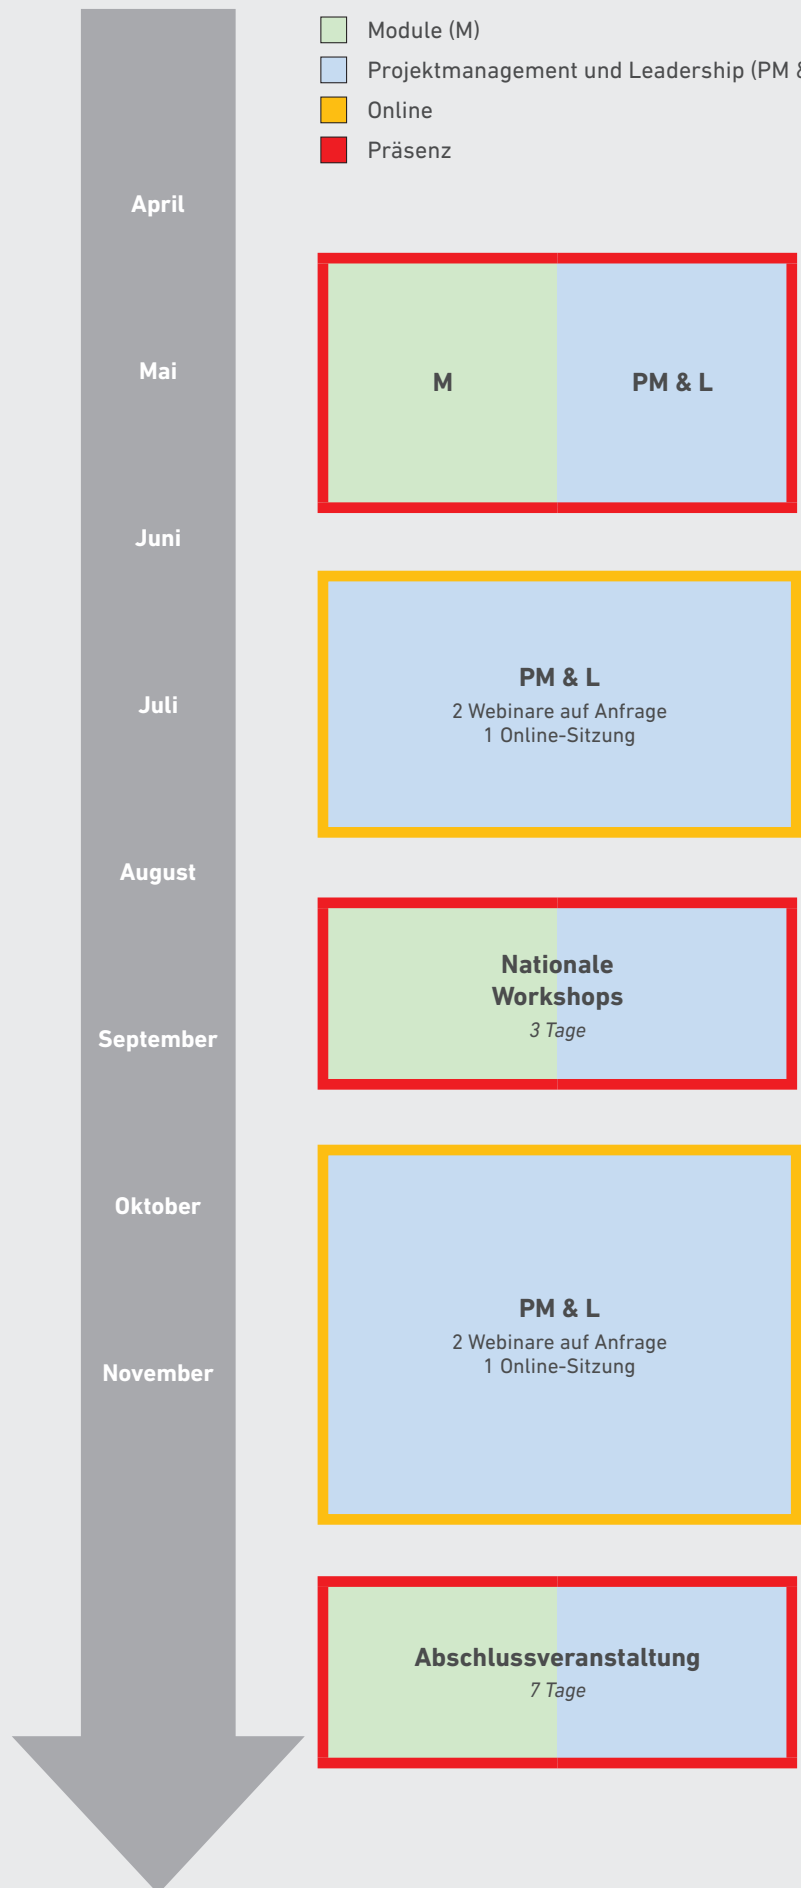 Module (M)
Projektmanagement und Leadership (PM &
Online
Präsenz
April
Mai
Juni
Juli
August
September
Oktober
November
M
PM & L
PM & L
2 Webinare auf Anfrage
1 Online-Sitzung
Nationale
Workshops
3 Tage
PM & L
2 Webinare auf Anfrage
1 Online-Sitzung
Abschlussveranstaltung
7 Tage